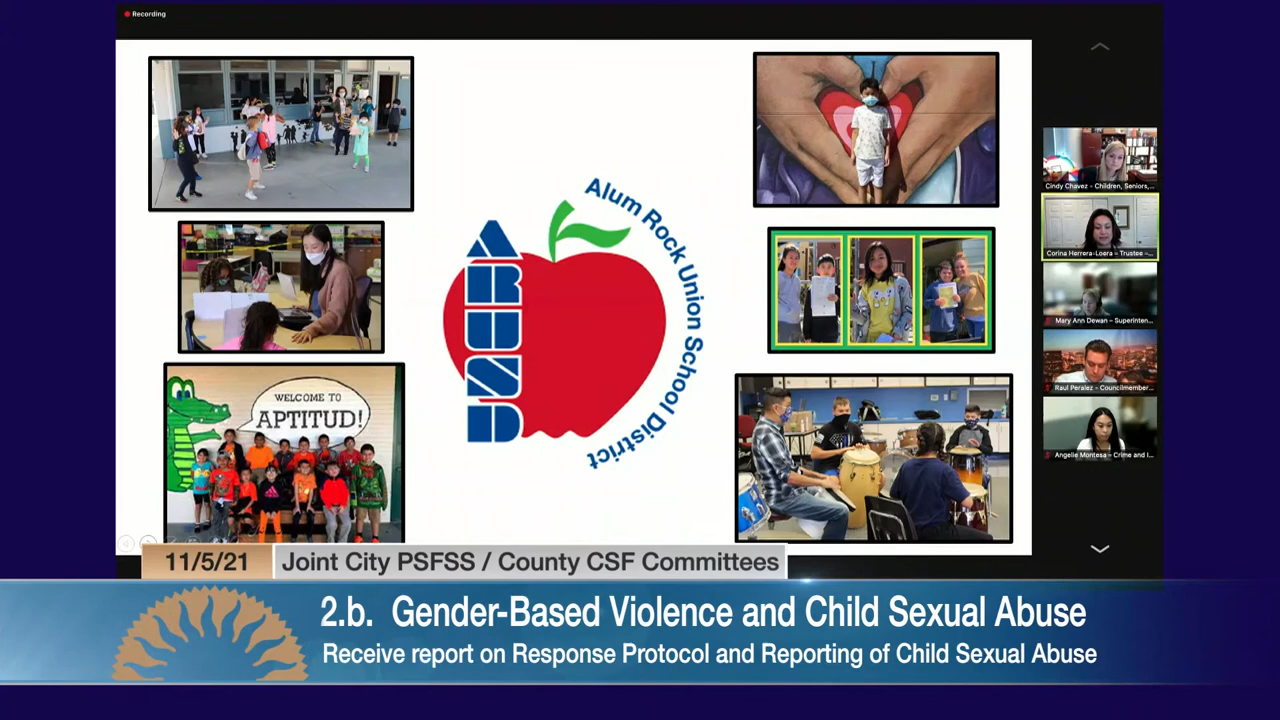 Recording
WELCOME TO
APTITUD!
ARUSD
Alum Rock Union School District
Cindy Chavez - Children, Seniors,...
Corina Herrera-Loera – Trustee –...
Mary Ann Dewan – Superinten...
Raul Peralez - Councilmember...
Angelie Montesa – Crime and I...
11/5/21
Joint City PSFSS / County CSF Committees
2.b. Gender-Based Violence and Child Sexual Abuse
Receive report on Response Protocol and Reporting of Child Sexual Abuse